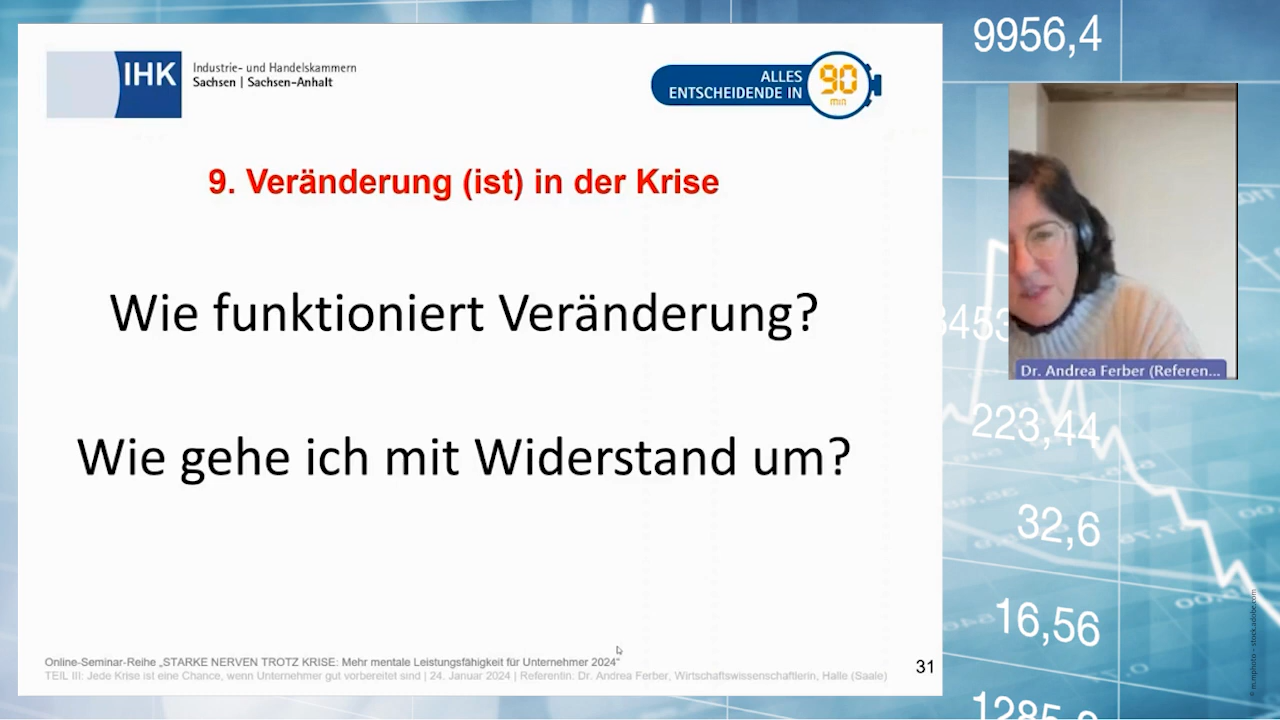 IHK
Industrie- und Handelskammern
Sachsen | Sachsen-Anhalt
ALLES
ENTSCHEIDENDE IN
90
min
9. Veränderung (ist) in der Krise
Wie funktioniert Veränderung?
Wie gehe ich mit Widerstand um?
Online-Seminar-Reihe „STARKE NERVEN TROTZ KRISE: Mehr mentale Leistungsfähigkeit für Unternehmer 2024“
TEIL III: Jede Krise ist eine Chance, wenn Unternehmer gut vorbereitet sind | 24. Januar 2024 | Referentin: Dr. Andrea Ferber, Wirtschaftswissenschaftlerin, Halle (Saale)
31
9956,4
Dr. Andrea Ferber (Referen...
223,44
32,6
16,56